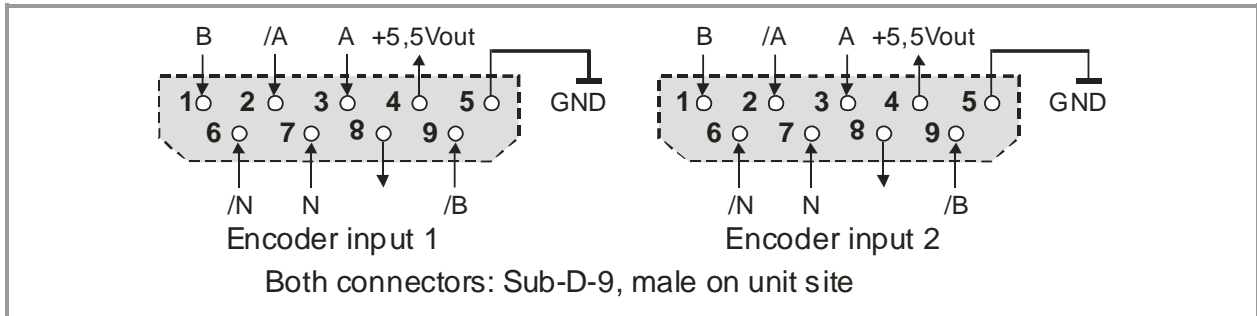 B /A A +5,5Vout B /A A +5,5Vout
1 2 3 4 5 GND 1 2 3 4 5 GND
6 7 8 9 6 7 8 9
/N N /B /N N /B
Encoder input 1 Encoder input 2
Both connectors: Sub-D-9, male on unit site